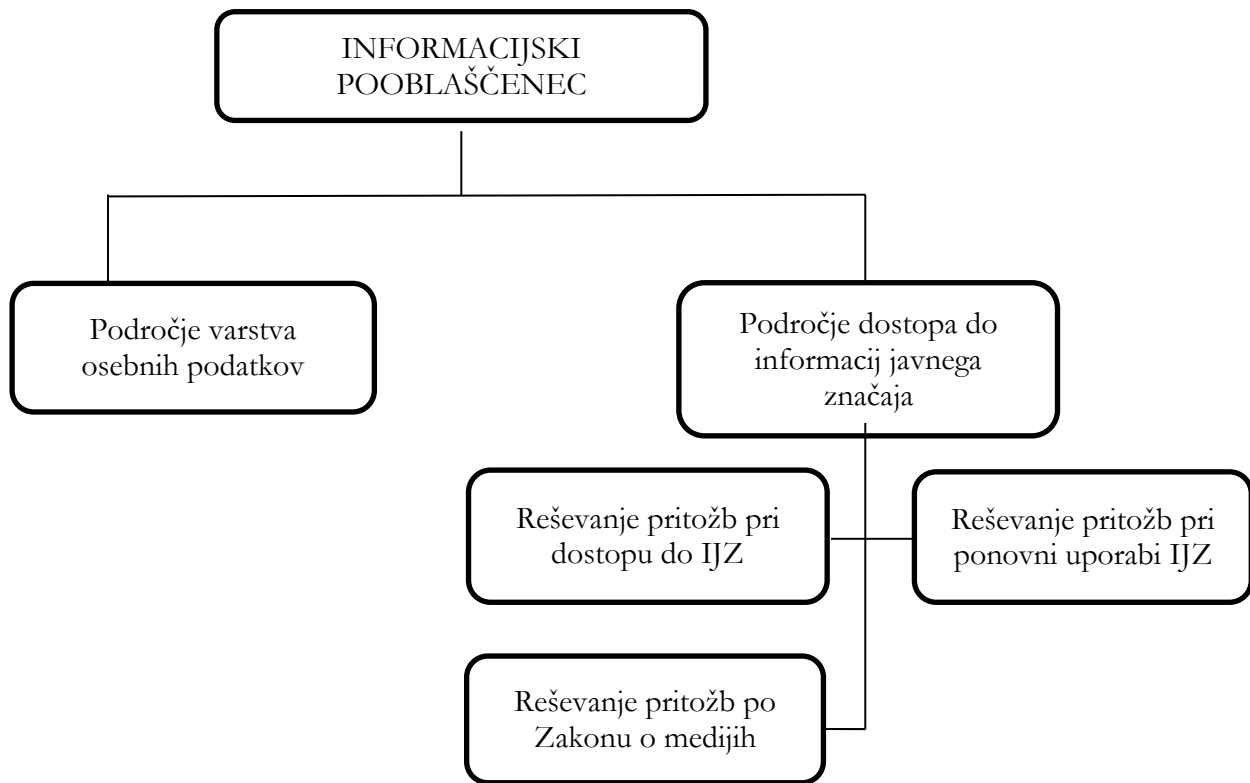 INFORMACIJSKI
POOBLAŠČENEC
Področje varstva
osebnih podatkov
Področje dostopa do
informacij javnega
značaja
Reševanje pritožb pri
dostopu do IJZ
Reševanje pritožb pri
ponovni uporabi IJZ
Reševanje pritožb po
Zakonu o medijih